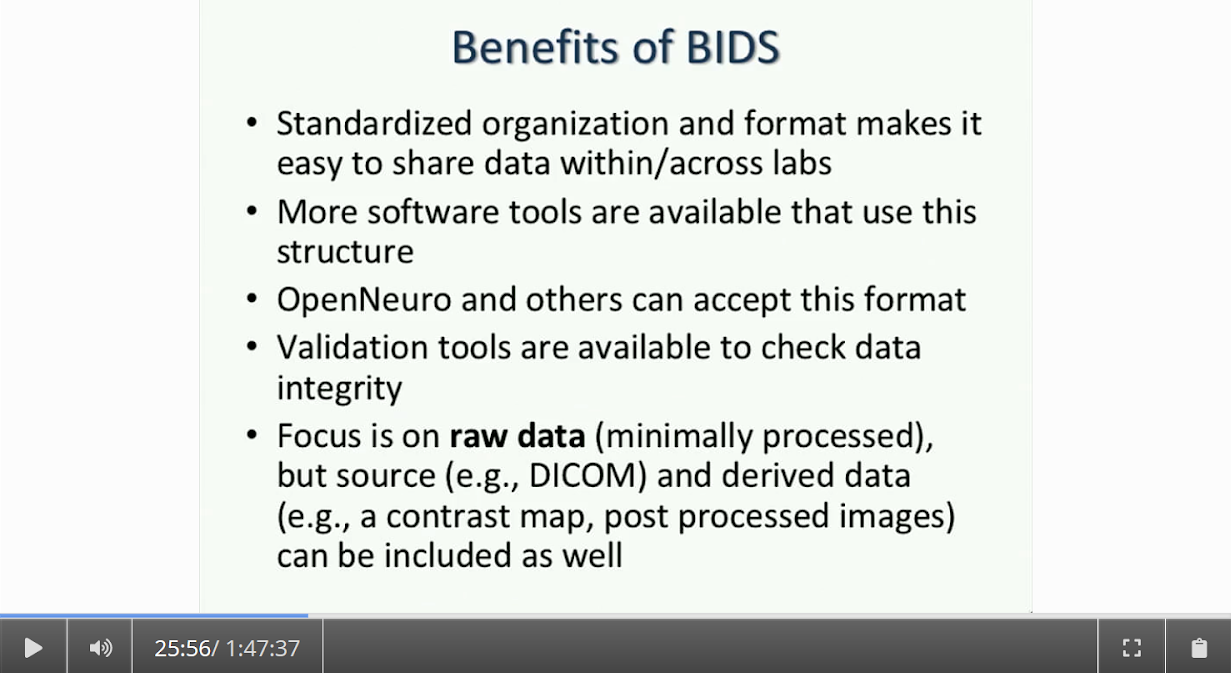 Benefits of BIDS
• Standardized organization and format makes it
easy to share data within/across labs
• More software tools are available that use this
structure
• OpenNeuro and others can accept this format
• Validation tools are available to check data
integrity
• Focus is on raw data (minimally processed),
but source (e.g., DICOM) and derived data
(e.g., a contrast map, post processed images)
can be included as well
25:56/ 1:47:37